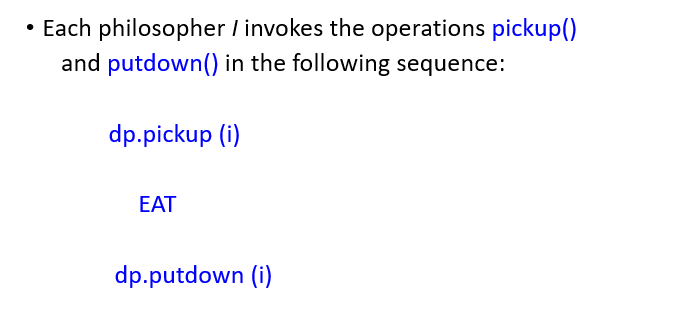 • Each philosopher I invokes the operations pickup()
and putdown() in the following sequence:
dp.pickup (i)
EAT
dp.putdown (i)